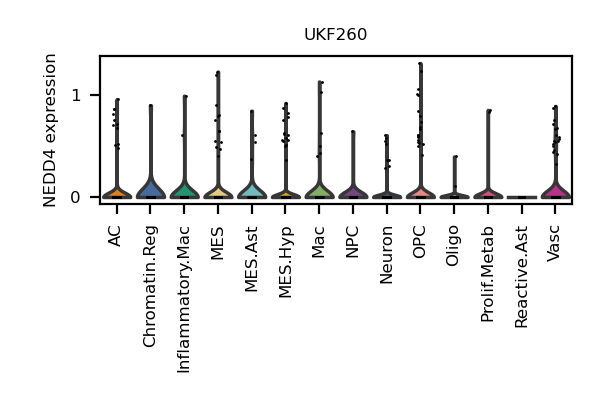 UKF260
NEDD4 expression
1
0
AC
Chromatin.Reg
Inflammatory.Mac
MES
MES.Ast
MES.Hyp
Mac
NPC
Neuron
OPC
Oligo
Prolif.Metab
Reactive.Ast
Vasc